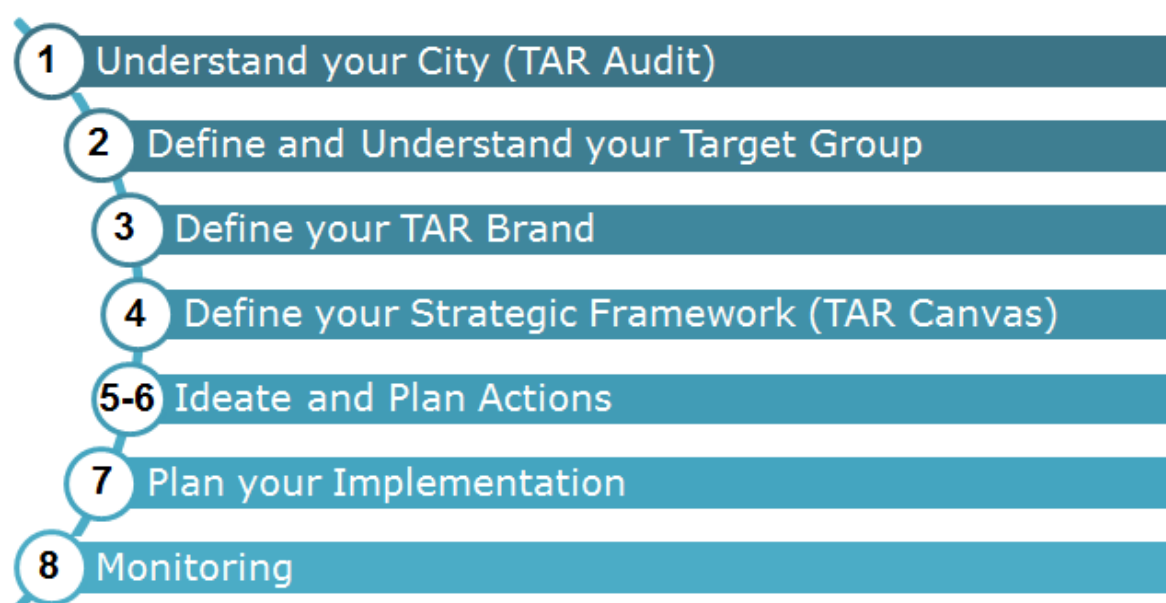 1 Understand your City (TAR Audit)
2 Define and Understand your Target Group
3 Define your TAR Brand
4 Define your Strategic Framework (TAR Canvas)
5-6 Ideate and Plan Actions
7 Plan your Implementation
8 Monitoring